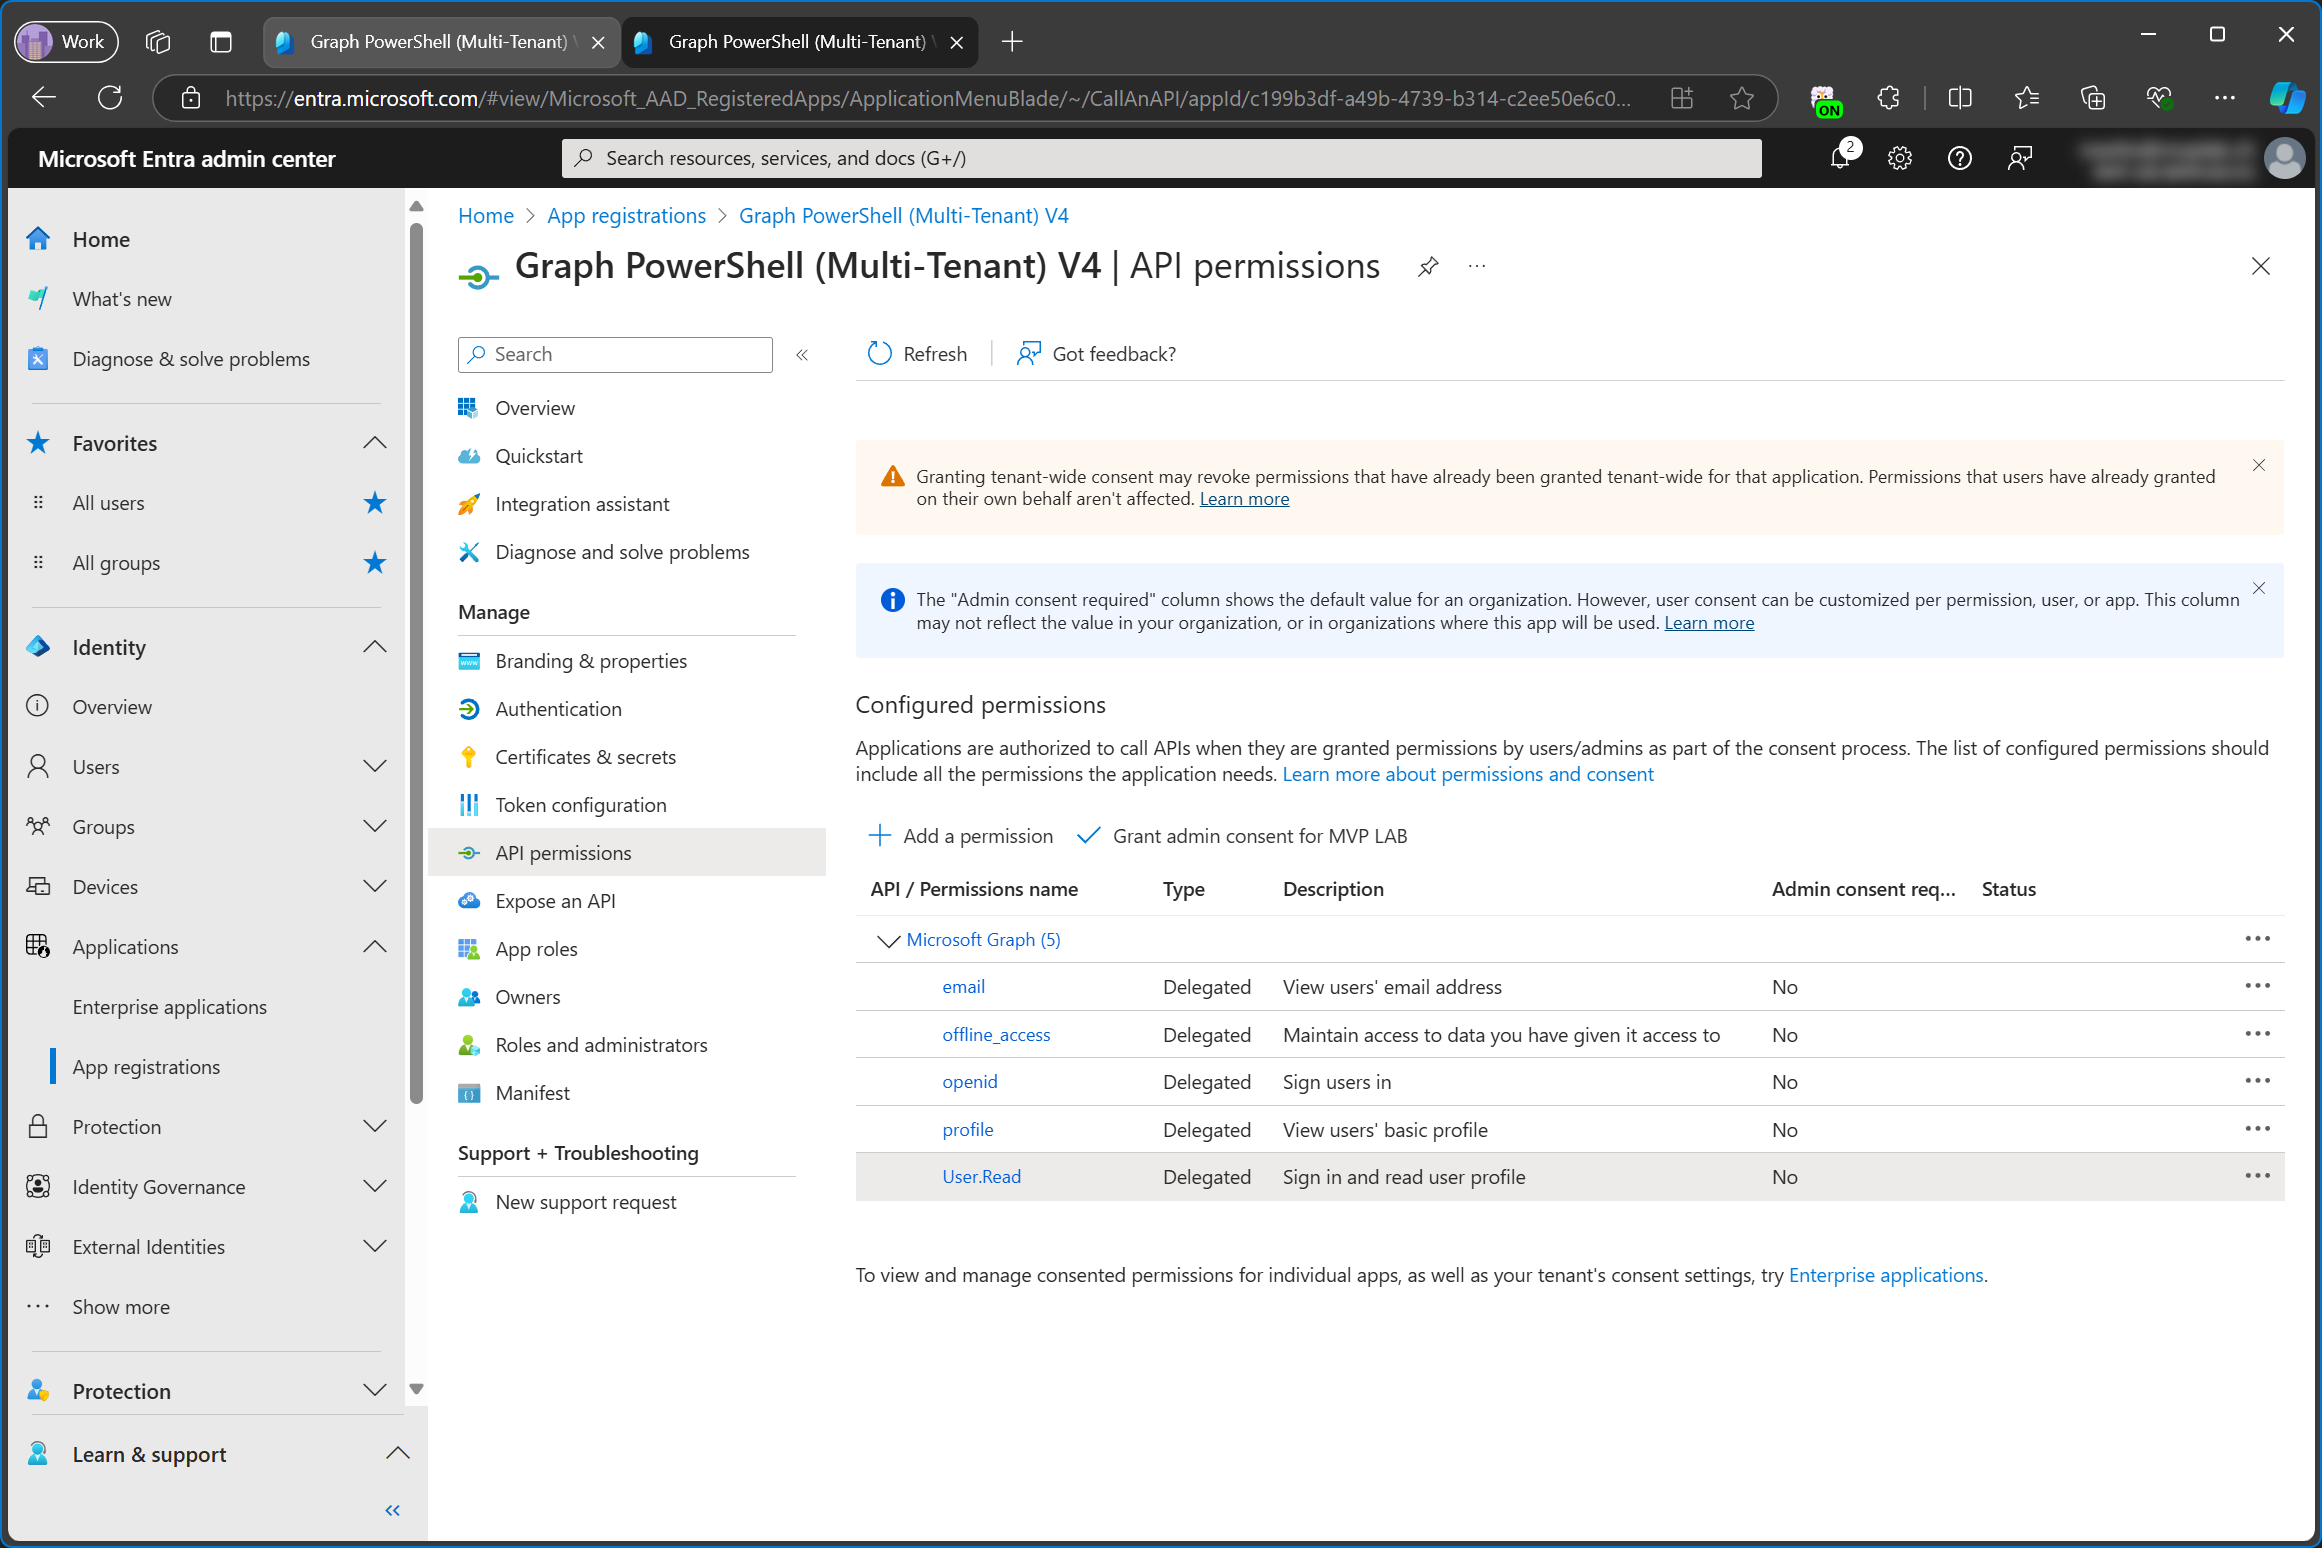 Work
Graph PowerShell (Multi-Tenant)
Graph PowerShell (Multi-Tenant)
https://entra.microsoft.com/#view/Microsoft_AAD_RegisteredApps/ApplicationMenuBlade/~/CallAnAPI/appId/c199b3df-a49b-4739-b314-c2ee50e6c0...
ON
Microsoft Entra admin center
Search resources, services, and docs (G+/)
2
Home
What's new
Diagnose & solve problems
Favorites
All users
All groups
Identity
Overview
Users
Groups
Devices
Applications
Enterprise applications
App registrations
Protection
Identity Governance
External Identities
Show more
Protection
Learn & support
Home > App registrations > Graph PowerShell (Multi-Tenant) V4
Graph PowerShell (Multi-Tenant) V4 | API permissions
Search
Overview
Quickstart
Integration assistant
Diagnose and solve problems
Manage
Branding & properties
Authentication
Certificates & secrets
Token configuration
API permissions
Expose an API
App roles
Owners
Roles and administrators
Manifest
Support + Troubleshooting
New support request
Refresh
Got feedback?
Granting tenant-wide consent may revoke permissions that have already been granted tenant-wide for that application. Permissions that users have already granted
on their own behalf aren't affected. Learn more
The "Admin consent required" column shows the default value for an organization. However, user consent can be customized per permission, user, or app. This column
may not reflect the value in your organization, or in organizations where this app will be used. Learn more
Configured permissions
Applications are authorized to call APIs when they are granted permissions by users/admins as part of the consent process. The list of configured permissions should
include all the permissions the application needs. Learn more about permissions and consent
Add a permission
Grant admin consent for MVP LAB
API / Permissions name Type Description Admin consent req... Status
Microsoft Graph (5)
email Delegated View users' email address No
offline_access Delegated Maintain access to data you have given it access to No
openid Delegated Sign users in No
profile Delegated View users' basic profile No
User.Read Delegated Sign in and read user profile No
To view and manage consented permissions for individual apps, as well as your tenant's consent settings, try Enterprise applications.